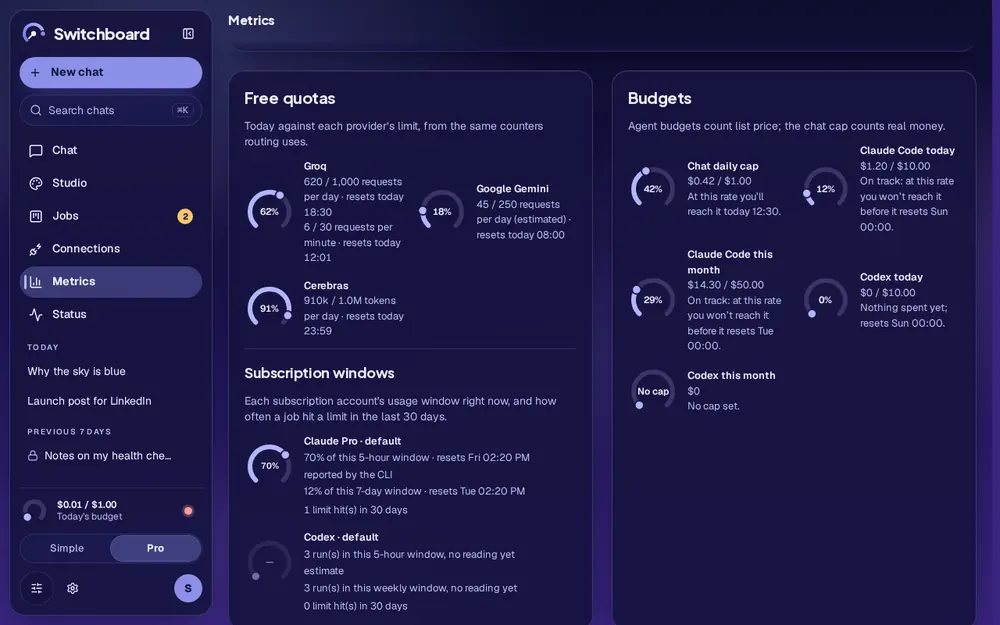 Switchboard
New chat
Search chats
⌘K
Chat
Studio
Jobs
2
Connections
Metrics
Status
TODAY
Why the sky is blue
Launch post for LinkedIn
PREVIOUS 7 DAYS
Notes on my health che...
$0.01 / $1.00
Today's budget
Simple
Pro
S
Metrics
Free quotas
Today against each provider's limit, from the same counters
routing uses.
62%
Groq
620 / 1,000 requests
per day · resets today
18:30
6 / 30 requests per
minute · resets today
12:01
18%
Google Gemini
45 / 250 requests
per day (estimated) ·
resets today 08:00
91%
Cerebras
910k / 1.0M tokens
per day · resets today
23:59
Subscription windows
Each subscription account's usage window right now, and how
often a job hit a limit in the last 30 days.
70%
Claude Pro · default
70% of this 5-hour window · resets Fri 02:20 PM
reported by the CLI
12% of this 7-day window · resets Tue 02:20 PM
1 limit hit(s) in 30 days
—
Codex · default
3 run(s) in this 5-hour window, no reading yet
estimate
3 run(s) in this weekly window, no reading yet
0 limit hit(s) in 30 days
Budgets
Agent budgets count list price; the chat cap counts real money.
42%
Chat daily cap
$0.42 / $1.00
At this rate you'll
reach it today 12:30.
12%
Claude Code today
$1.20 / $10.00
On track: at this rate
you won't reach it
before it resets Sun
00:00.
29%
Claude Code this
month
$14.30 / $50.00
On track: at this rate
you won't reach it
before it resets Tue
00:00.
0%
Codex today
$0 / $10.00
Nothing spent yet;
resets Sun 00:00.
No cap
Codex this month
$0
No cap set.